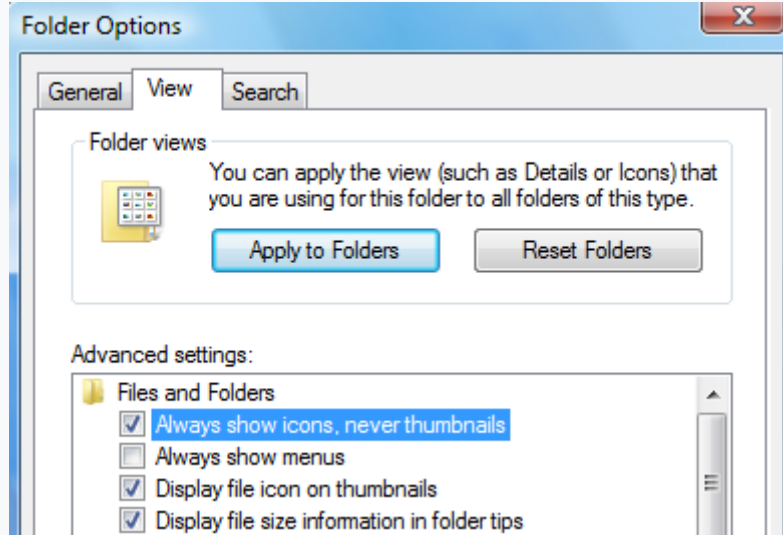 Folder Options
General
View
Search
Folder views
You can apply the view (such as Details or Icons) that
you are using for this folder to all folders of this type.
Apply to Folders
Reset Folders
Advanced settings:
Files and Folders
Always show icons, never thumbnails
Always show menus
Display file icon on thumbnails
Display file size information in folder tips